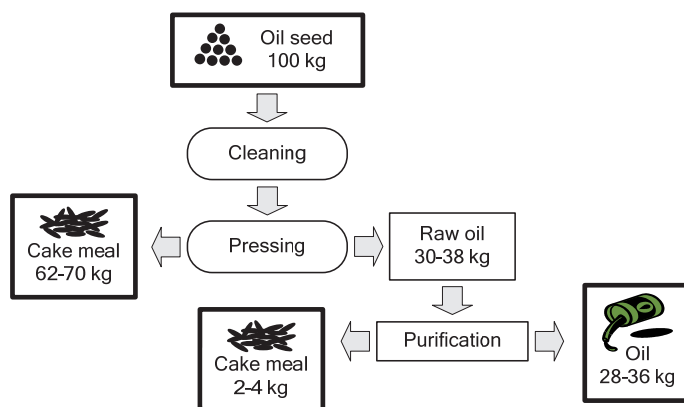 Oil seed
100 kg
Cleaning
Pressing
Cake meal
62-70 kg
Raw oil
30-38 kg
Purification
Cake meal
2-4 kg
Oil
28-36 kg